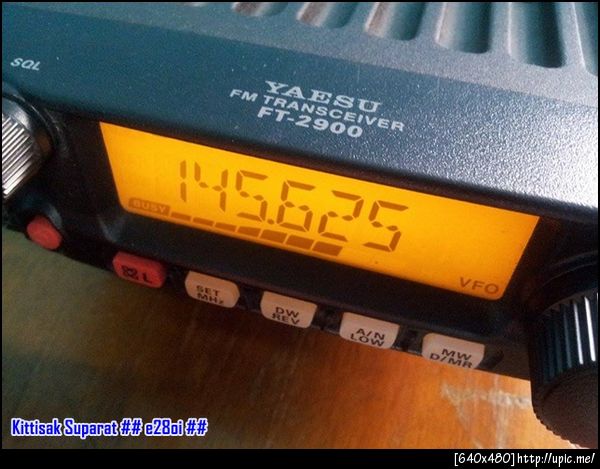 SQL
YAESU
FM TRANSCEIVER
FT-2900
145.625
BUSY
VFO
L
SET
MHz
DW
REV
A/N
LOW
MW
D/MR
Kittisak Suparat ## e28oi ##
[640x480]http://upic.me/